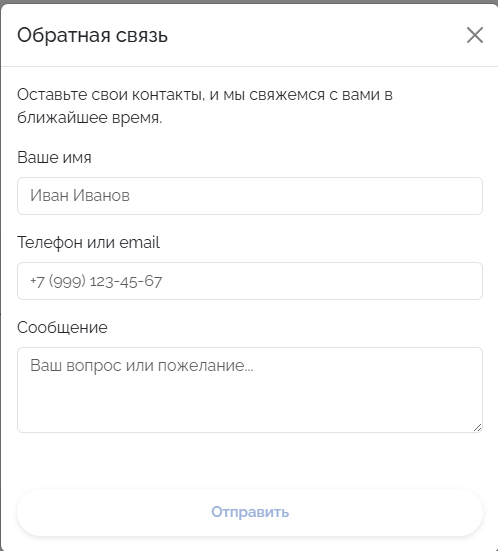 Обратная связь
Оставьте свои контакты, и мы свяжемся с вами в
ближайшее время.
Ваше имя
Иван Иванов
Телефон или email
+7 (999) 123-45-67
Сообщение
Ваш вопрос или пожелание...
Отправить